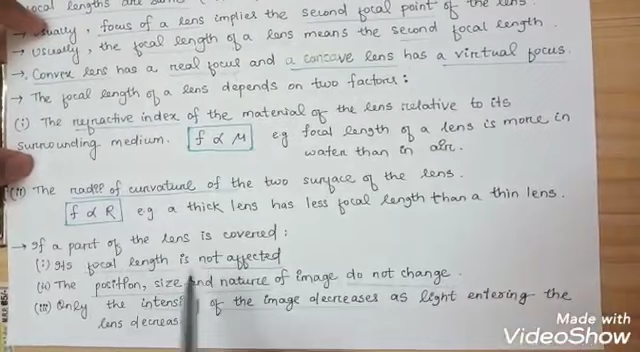 focal lengths are same
→ Usually, focus of a lens implies the second focal point of the lens.
→ Usually, the focal length of a lens means the second focal length.
→ Convex lens has a real focus and a concave lens has a virtual focus.
→ The focal length of a lens depends on two factors:
(i) The refractive index of the material of the lens relative to its
surrounding medium. f ∝ μ eg focal length of a lens is more in
water than in air.
(ii) The radii of curvature of the two surface of the lens.
f ∝ R eg a thick lens has less focal length than a thin lens.
→ If a part of the lens is covered:
(i) Its focal length is not affected
(ii) The position, size and nature of image do not change.
(iii) Only the intensi of the image decreases as light entering the
lens decreas
Made with
VideoShow